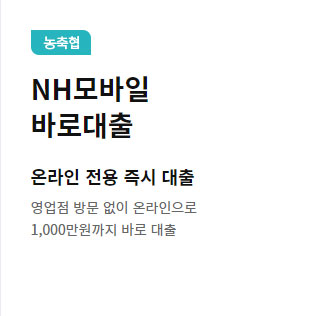 농축협
NH모바일
바로대출
온라인 전용 즉시 대출
영업점 방문 없이 온라인으로
1,000만원까지 바로 대출